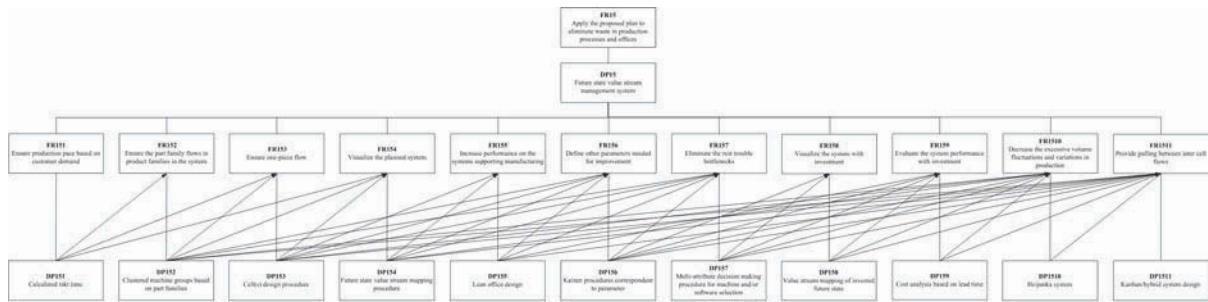 FR15
Apply the proposed plan to
eliminate waste in production
processes and offices
DP15
Future state value stream
management system
FR151
Ensure production pace based on
customer demand
FR152
Ensure the part family flows in
product families in the system
FR153
Ensure one-piece flow
FR154
Visualize the planned system
FR155
Increase performance on the
systems supporting manufacturing
FR156
Define other parameters needed
for improvement
FR157
Eliminate the rest trouble
bottlenecks
FR158
Visualize the system with
investment
FR159
Evaluate the system performance
with investment
FR1510
Decrease the excessive volume
fluctuations and variations in
production
FR1511
Provide pulling between inter cell
flows
DP151
Calculated takt time
DP152
Clustered machine groups based
on part families
DP153
Cell(s) design procedure
DP154
Future state value stream mapping
procedure
DP155
Lean office design
DP156
Kaizen procedures correspondent to
parameter
DP157
Multi-attribute decision making
procedure for machine and/or
software selection
DP158
Value stream mapping of invested
future state
DP159
Cost analysis based on lead time
DP1510
Heijunka system
DP1511
Kanban/hybrid system design